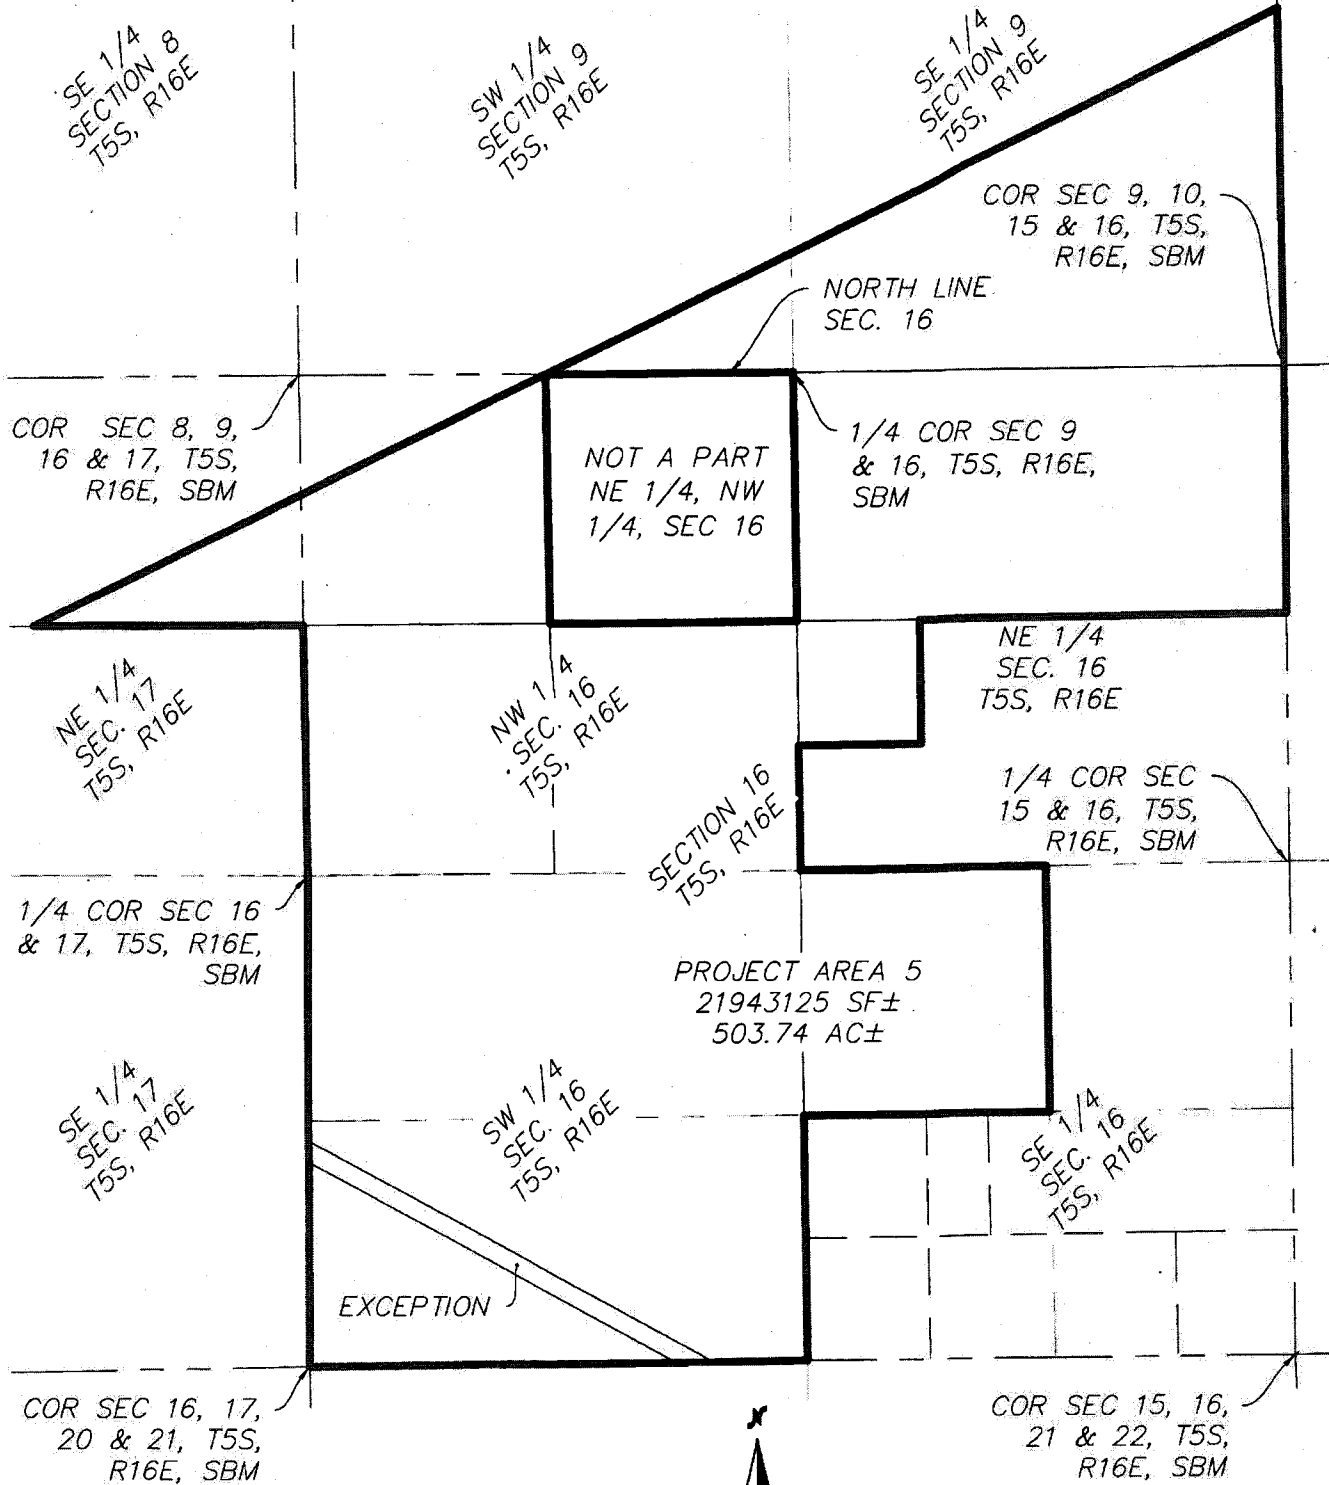 SE 1/4
SECTION 8
T5S, R16E
SW 1/4
SECTION 9
T5S, R16E
SE 1/4
SECTION 9
T5S, R16E
COR SEC 9, 10,
15 & 16, T5S,
R16E, SBM
NORTH LINE
SEC. 16
COR SEC 8, 9,
16 & 17, T5S,
R16E, SBM
NOT A PART
NE 1/4, NW
1/4, SEC 16
1/4 COR SEC 9
& 16, T5S, R16E,
SBM
NE 1/4
SEC. 17
T5S, R16E
NW 1/4
SEC. 16
T5S, R16E
NE 1/4
SEC. 16
T5S, R16E
SECTION 16
T5S, R16E
1/4 COR SEC
15 & 16, T5S,
R16E, SBM
1/4 COR SEC 16
& 17, T5S, R16E,
SBM
PROJECT AREA 5
21943125 SF±
503.74 AC±
SE 1/4
SEC. 17
T5S, R16E
SW 1/4
SEC. 16
T5S, R16E
SE 1/4
SEC. 16
T5S, R16E
EXCEPTION
COR SEC 16, 17,
20 & 21, T5S,
R16E, SBM
COR SEC 15, 16,
21 & 22, T5S,
R16E, SBM
N